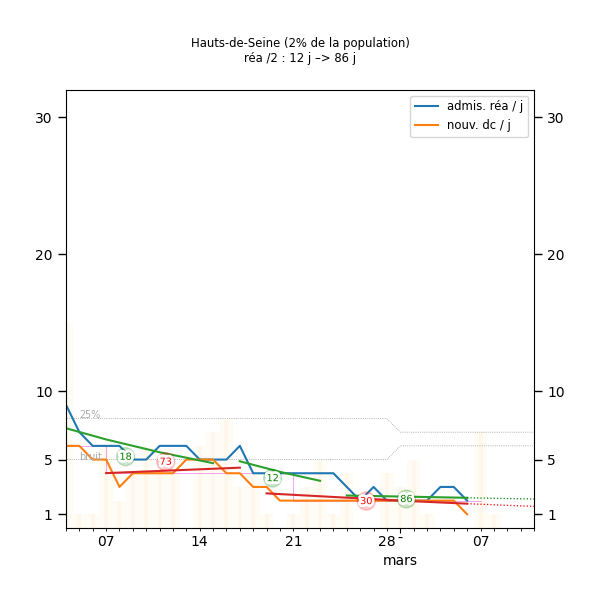 Hauts-de-Seine (2% de la population)
réa /2 : 12 j –> 86 j
admis. réa / j
nouv. dc / j
30 30
20 20
10 10
25%
bruit
18
73
12
30
86
5 5
1 1
07 14 21 28 07
mars